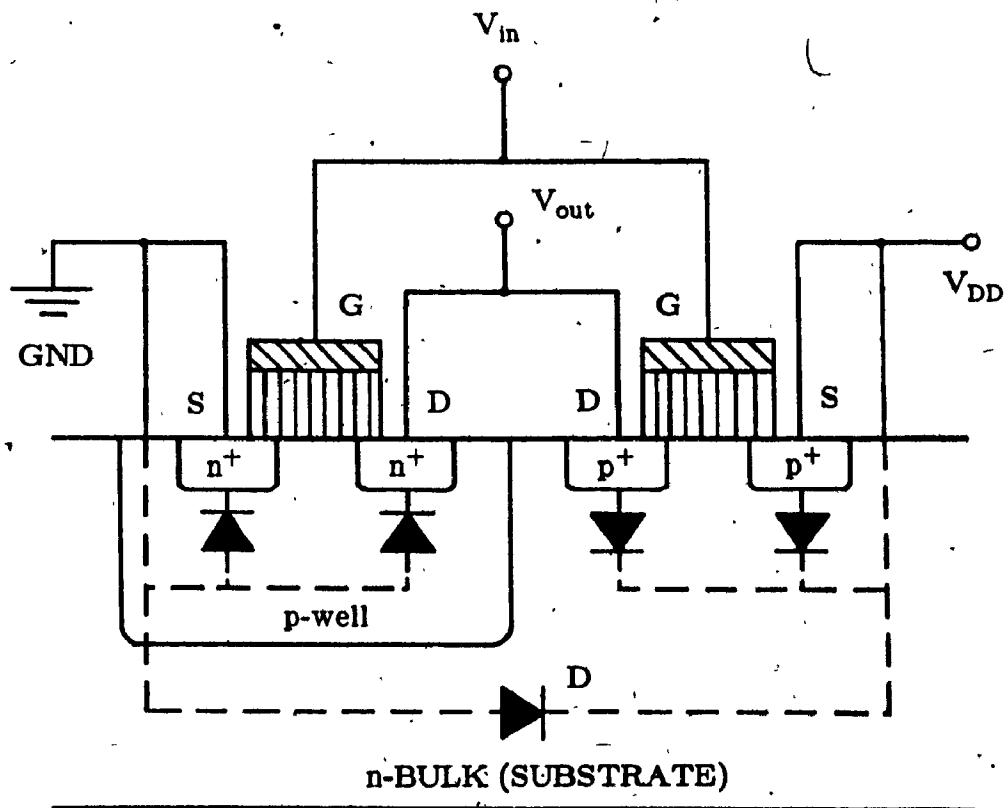 V_in
V_out
V_DD
GND
G
G
S
D
D
S
n+
n+
p+
p+
p-well
D
n-BULK (SUBSTRATE)